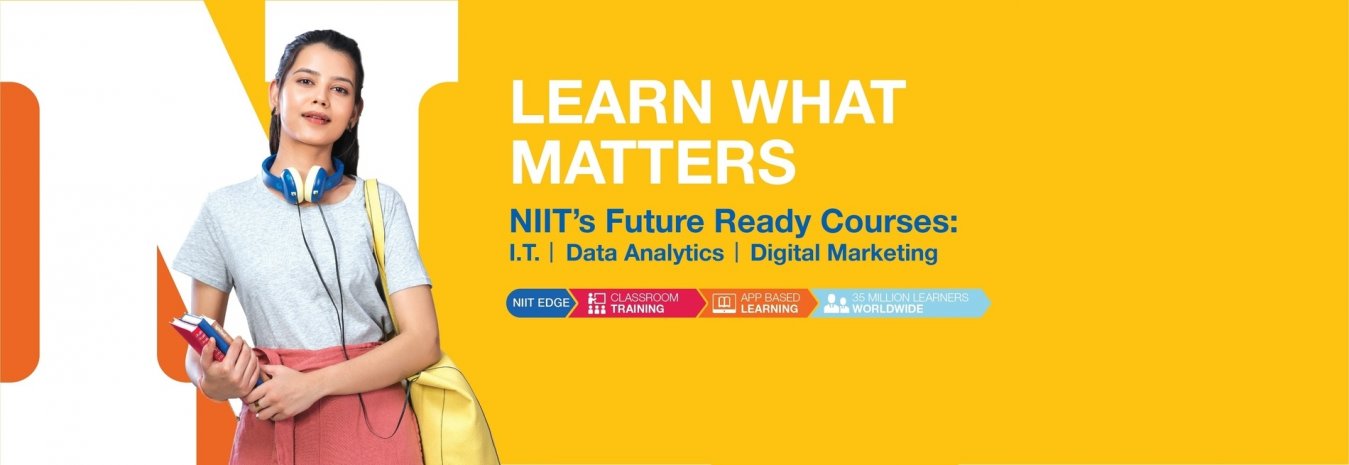 LEARN WHAT
MATTERS
NIIT's Future Ready Courses:
I.T. | Data Analytics | Digital Marketing
NIIT EDGE
CLASSROOM
TRAINING
APP BASED
LEARNING
35 MILLION LEARNERS
WORLDWIDE